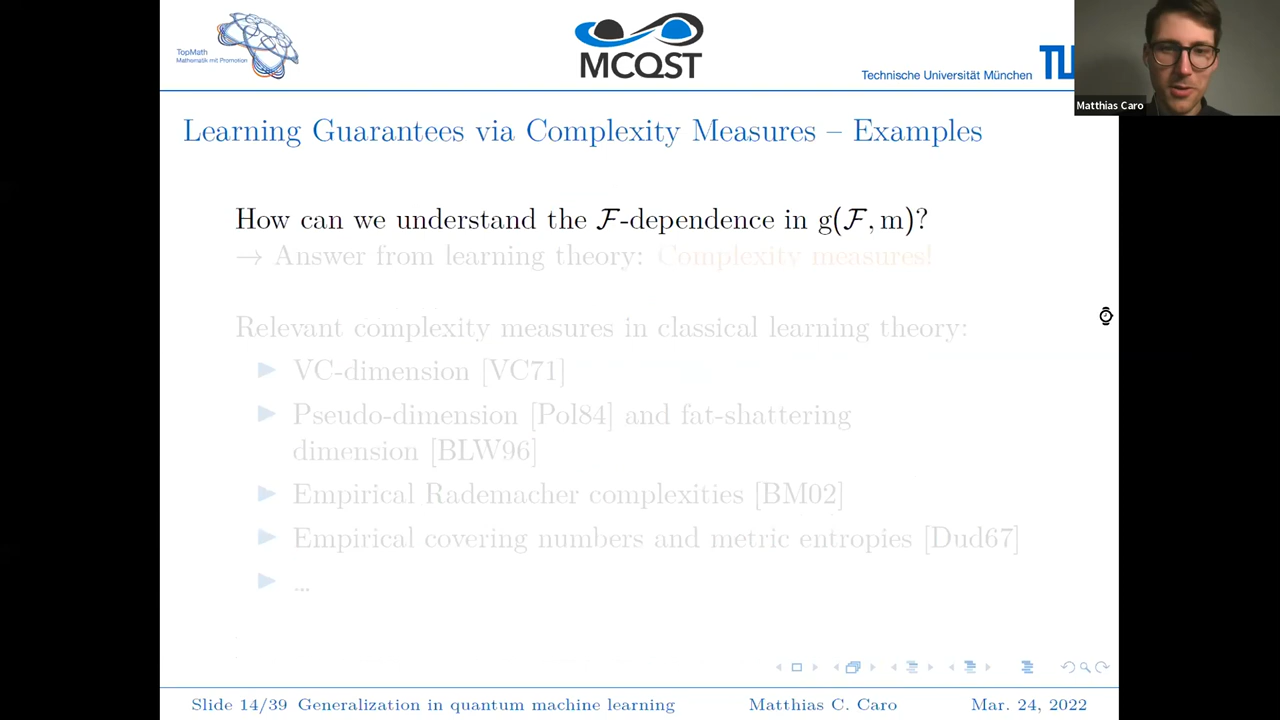 TopMath
Mathematik mit Promotion
MCQST
Technische Universität München
Matthias Caro
Learning Guarantees via Complexity Measures – Examples
How can we understand the ℱ-dependence in g(ℱ, m)?
→ Answer from learning theory: Complexity measures!
Relevant complexity measures in classical learning theory:
▶ VC-dimension [VC71]
▶ Pseudo-dimension [Pol84] and fat-shattering
dimension [BLW96]
▶ Empirical Rademacher complexities [BM02]
▶ Empirical covering numbers and metric entropies [Dud67]
▶ ...
Slide 14/39 Generalization in quantum machine learning Matthias C. Caro Mar. 24, 2022